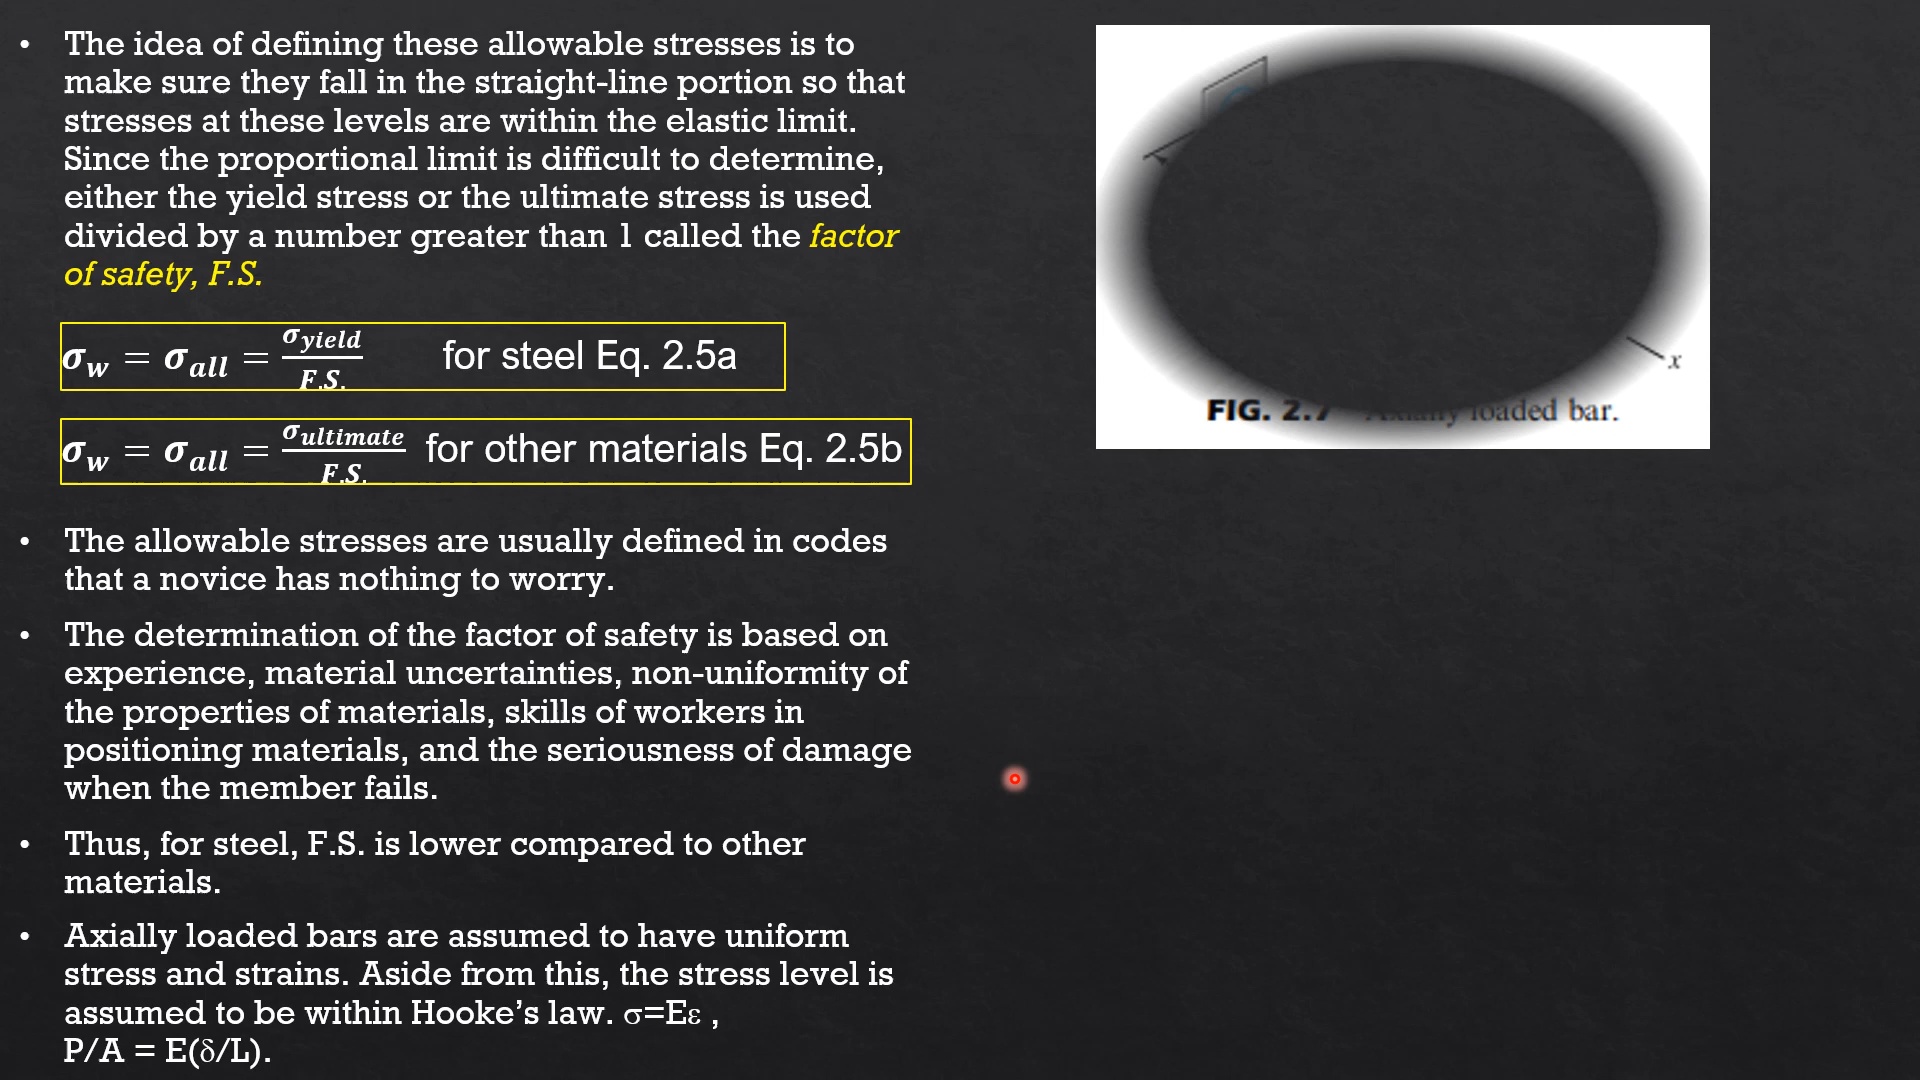 • The idea of defining these allowable stresses is to
make sure they fall in the straight-line portion so that
stresses at these levels are within the elastic limit.
Since the proportional limit is difficult to determine,
either the yield stress or the ultimate stress is used
divided by a number greater than 1 called the factor
of safety, F.S.
σ_w = σ_all = σ_yield / F.S. for steel Eq. 2.5a
σ_w = σ_all = σ_ultimate / F.S. for other materials Eq. 2.5b
• The allowable stresses are usually defined in codes
that a novice has nothing to worry.
• The determination of the factor of safety is based on
experience, material uncertainties, non-uniformity of
the properties of materials, skills of workers in
positioning materials, and the seriousness of damage
when the member fails.
• Thus, for steel, F.S. is lower compared to other
materials.
• Axially loaded bars are assumed to have uniform
stress and strains. Aside from this, the stress level is
assumed to be within Hooke’s law. σ=Eε ,
P/A = E(δ/L).
x
FIG. loaded bar.